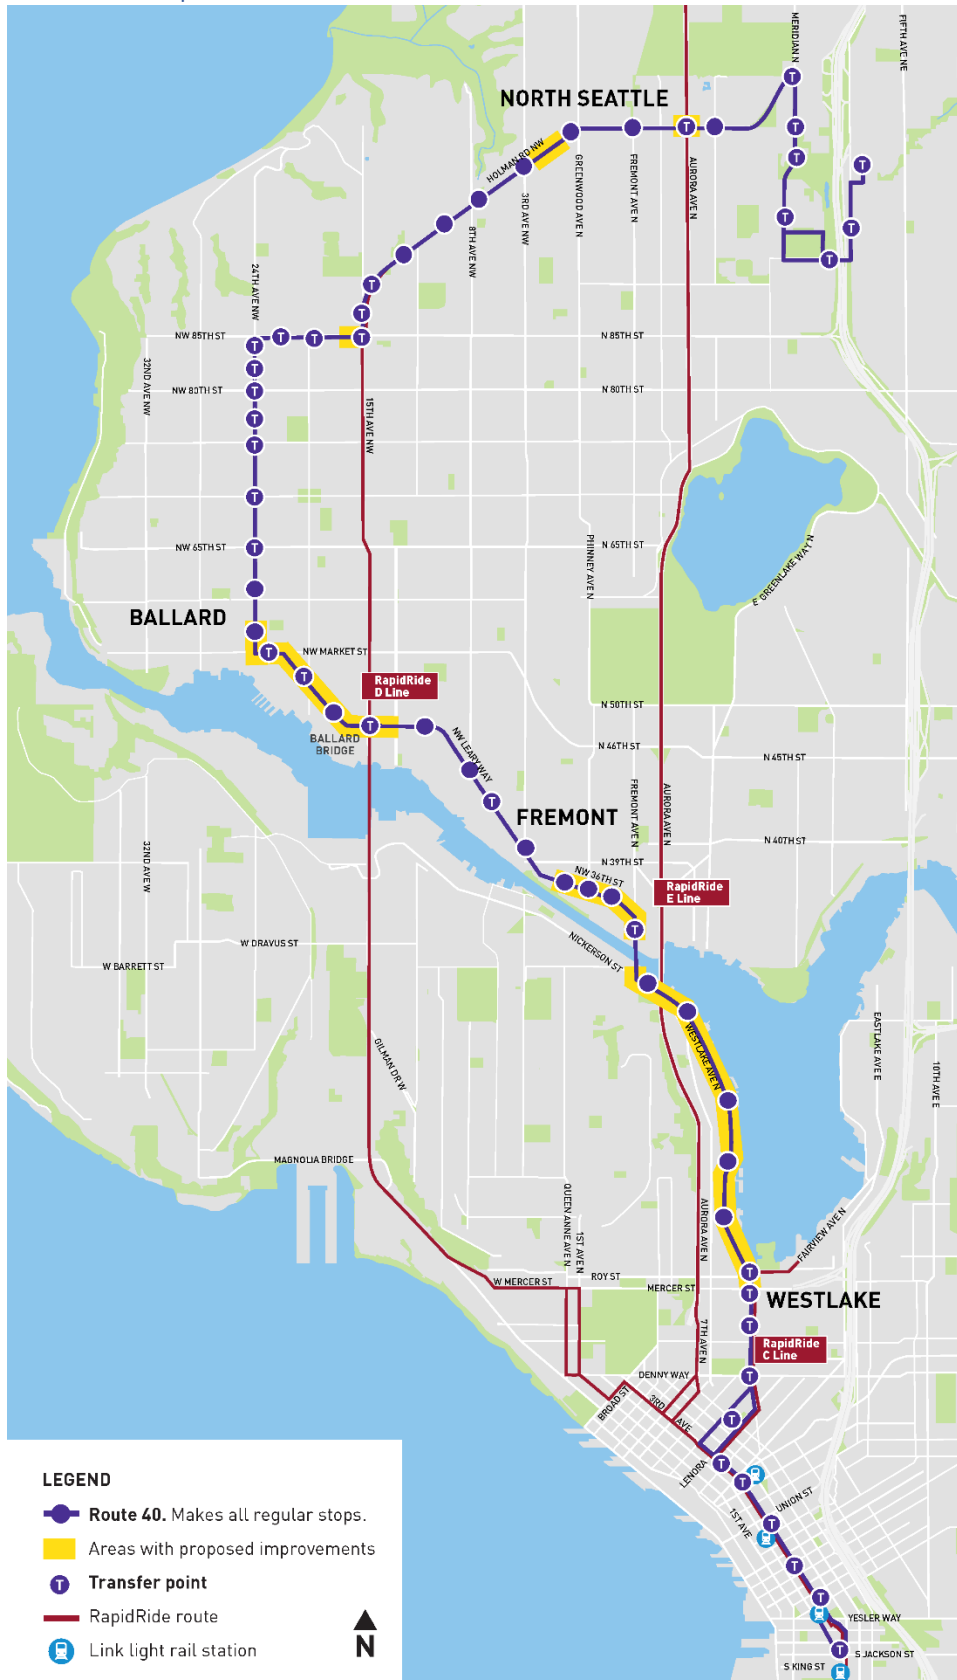 MERIDIAN N
FIFTH AVE NE
NORTH SEATTLE
HOLMAN RD NW
GREENWOOD AVE N
FREMONT AVE N
AURORA AVE N
3RD AVE NW
8TH AVE NW
24TH AVE NW
NW 85TH ST
N 85TH ST
32ND AVE NW
NW 80TH ST
N 80TH ST
15TH AVE NW
NW 65TH ST
PHINNEY AVE N
N 65TH ST
E GREENLAKE WAY N
BALLARD
NW MARKET ST
RapidRide
D Line
N 50TH ST
BALLARD
BRIDGE
NW LEARY WAY
N 46TH ST
N 45TH ST
FREMONT
FREMONT AVE N
AURORA AVE N
32ND AVE W
N 40TH ST
N 39TH ST
NW 36TH ST
RapidRide
E Line
W DRAVUS ST
NICKERSON ST
W BARRETT ST
WESTLAKE AVE N
EASTLAKE AVE E
10TH AVE E
GILMAN DR W
MAGNOLIA BRIDGE
QUEEN ANNE AVE N
1ST AVE N
AURORA AVE N
FAIRVIEW AVE N
W MERCER ST
ROY ST
MERCER ST
WESTLAKE
7TH AVE N
RapidRide
C Line
DENNY WAY
BROAD ST
3RD AVE
LENORA
UNION ST
1ST AVE
YESLER WAY
S JACKSON ST
S KING ST
LEGEND
Route 40. Makes all regular stops.
Areas with proposed improvements
T Transfer point
RapidRide route
Link light rail station
N